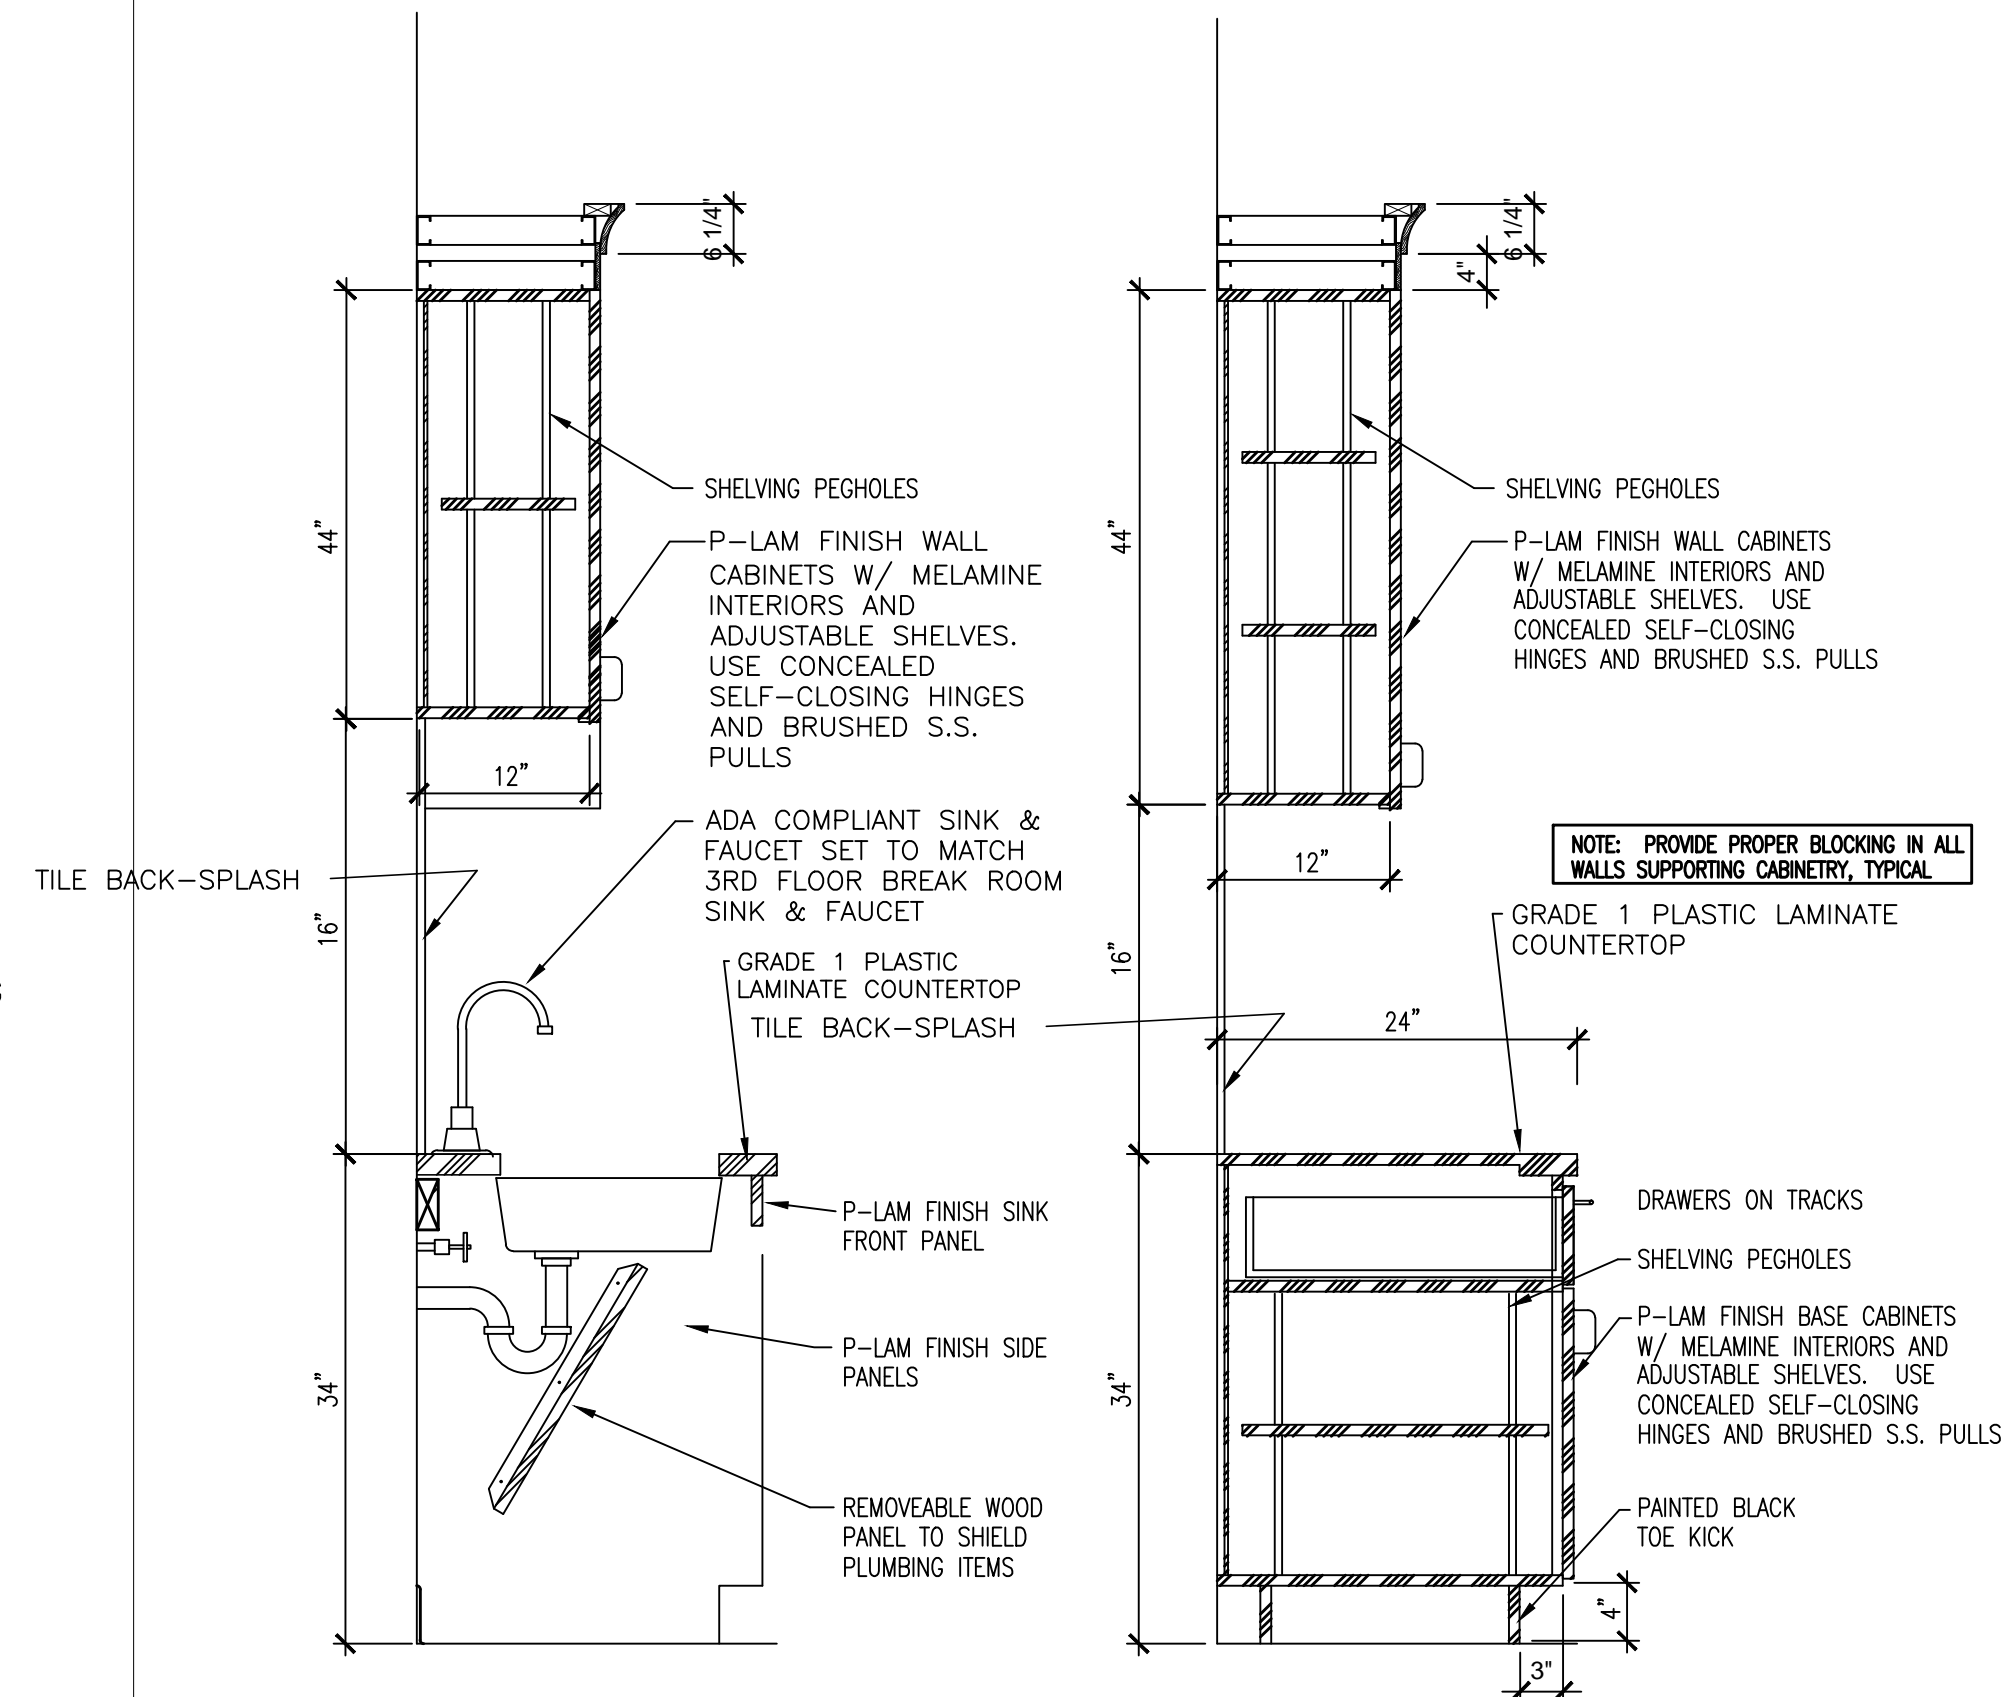 6 1/4"
44"
SHELVING PEGHOLES
P-LAM FINISH WALL
CABINETS W/ MELAMINE
INTERIORS AND
ADJUSTABLE SHELVES.
USE CONCEALED
SELF-CLOSING HINGES
AND BRUSHED S.S.
PULLS
12"
ADA COMPLIANT SINK &
FAUCET SET TO MATCH
3RD FLOOR BREAK ROOM
SINK & FAUCET
TILE BACK-SPLASH
16"
GRADE 1 PLASTIC
LAMINATE COUNTERTOP
TILE BACK-SPLASH
P-LAM FINISH SINK
FRONT PANEL
P-LAM FINISH SIDE
PANELS
34"
REMOVEABLE WOOD
PANEL TO SHIELD
PLUMBING ITEMS
6 1/4"
4"
44"
SHELVING PEGHOLES
P-LAM FINISH WALL CABINETS
W/ MELAMINE INTERIORS AND
ADJUSTABLE SHELVES. USE
CONCEALED SELF-CLOSING
HINGES AND BRUSHED S.S. PULLS
12"
NOTE: PROVIDE PROPER BLOCKING IN ALL
WALLS SUPPORTING CABINETRY, TYPICAL
GRADE 1 PLASTIC LAMINATE
COUNTERTOP
16"
24"
DRAWERS ON TRACKS
SHELVING PEGHOLES
P-LAM FINISH BASE CABINETS
W/ MELAMINE INTERIORS AND
ADJUSTABLE SHELVES. USE
CONCEALED SELF-CLOSING
HINGES AND BRUSHED S.S. PULLS
34"
PAINTED BLACK
TOE KICK
4"
3"